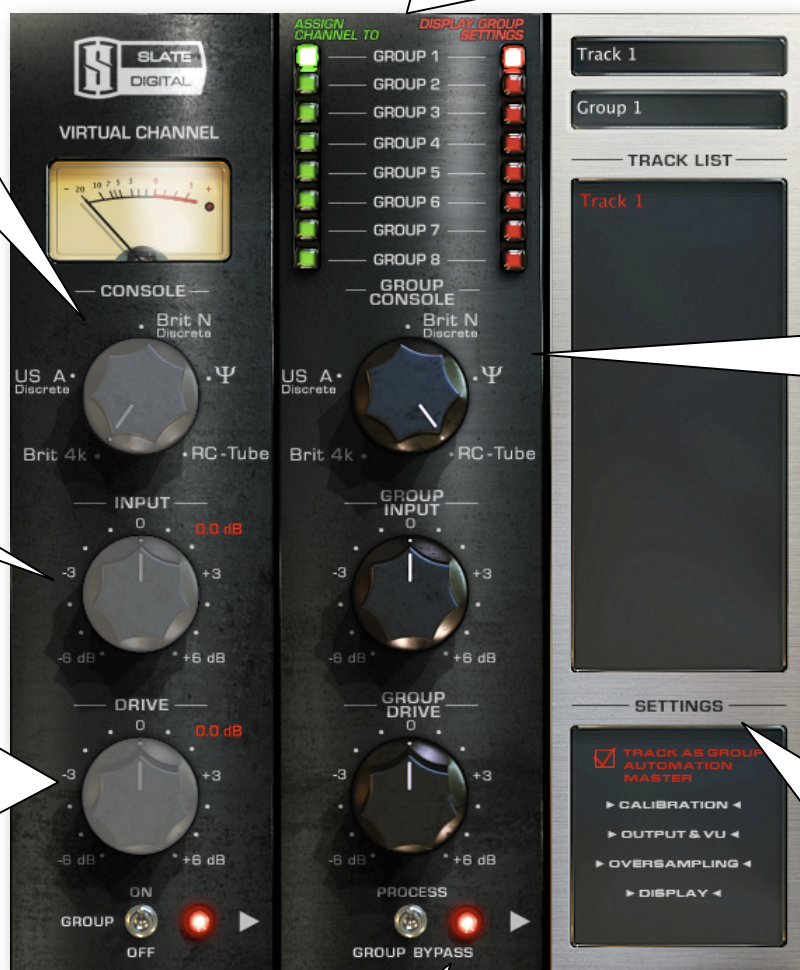 ASSIGN
CHANNEL TO
DISPLAY GROUP
SETTINGS
SLATE
DIGITAL
VIRTUAL CHANNEL
- 20 10 7 5 3 0 3 +
GROUP 1
GROUP 2
GROUP 3
GROUP 4
GROUP 5
GROUP 6
GROUP 7
GROUP 8
Track 1
Group 1
TRACK LIST
Track 1
CONSOLE
Brit N
Discrete
US A
Discrete
Ψ
Brit 4k
RC-Tube
GROUP
CONSOLE
Brit N
Discrete
US A
Discrete
Ψ
Brit 4k
RC-Tube
INPUT
0
0.0 dB
-3
+3
-6 dB
+6 dB
GROUP
INPUT
0
-3
+3
-6 dB
+6 dB
DRIVE
0
0.0 dB
-3
+3
-6 dB
+6 dB
GROUP
DRIVE
0
-3
+3
-6 dB
+6 dB
ON
GROUP
OFF
PROCESS
GROUP BYPASS
SETTINGS
TRACK AS GROUP
AUTOMATION
MASTER
CALIBRATION
OUTPUT & VU
OVERSAMPLING
DISPLAY